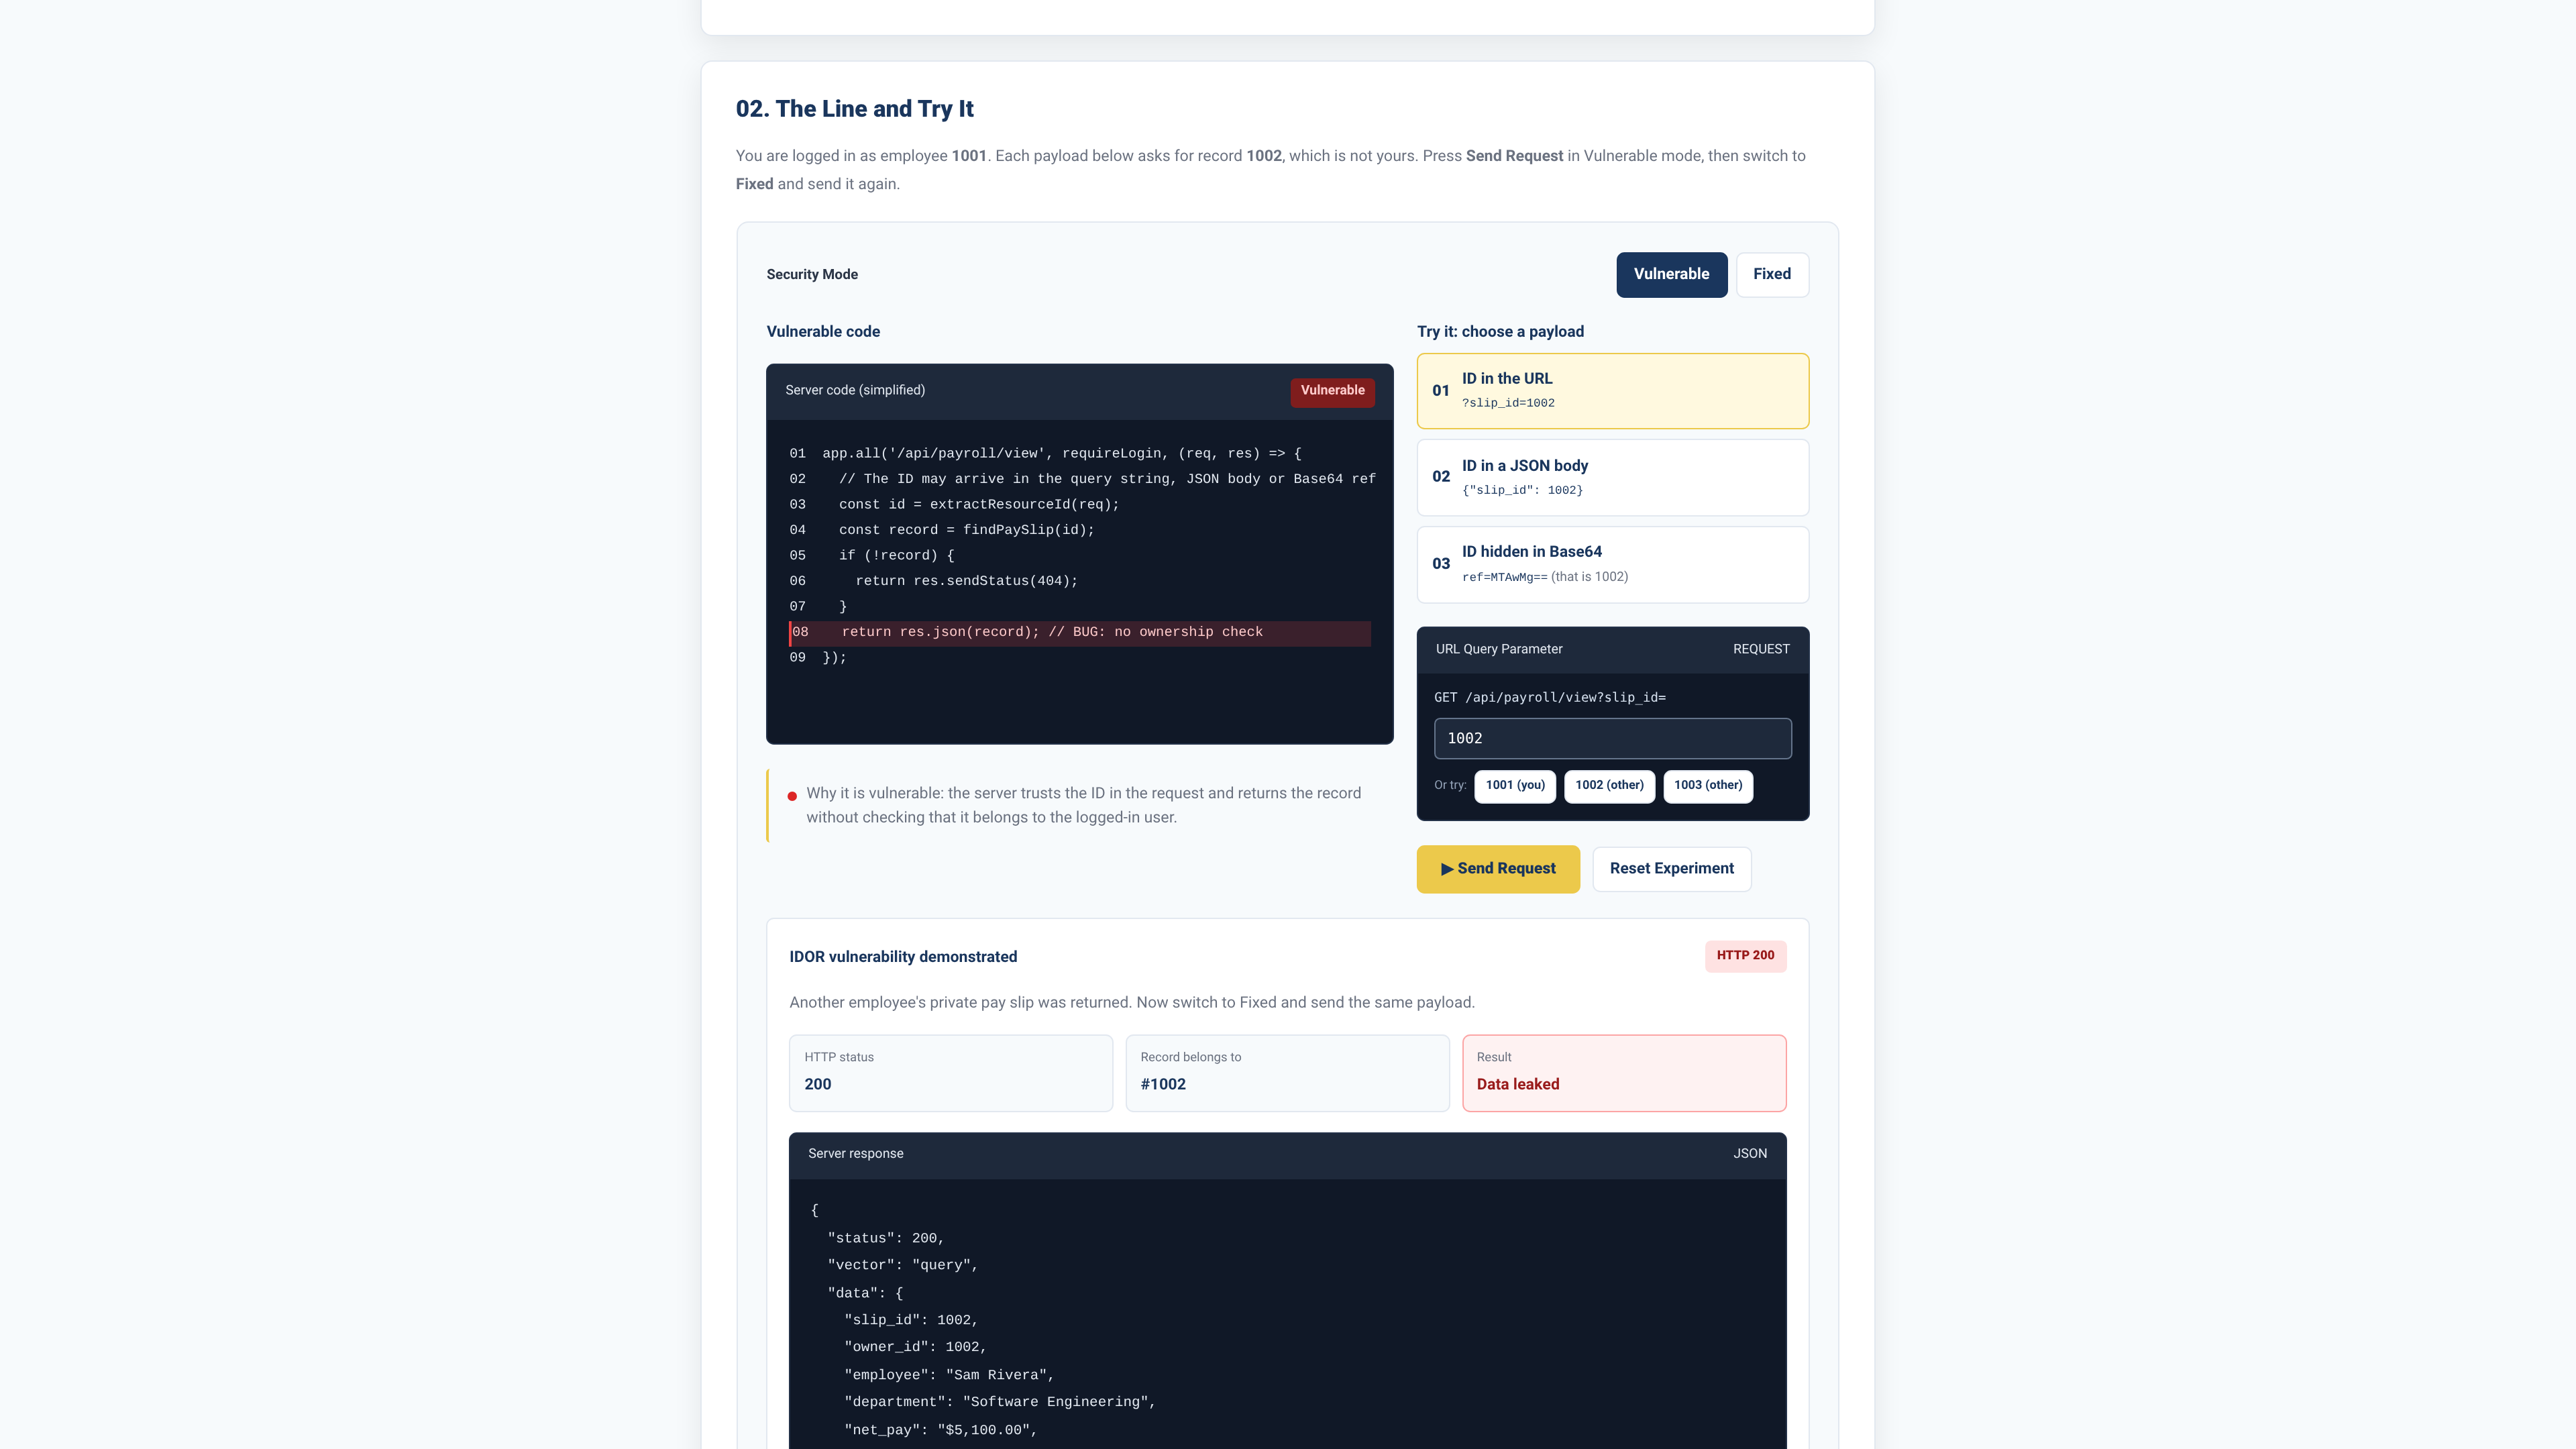 02. The Line and Try It
You are logged in as employee 1001. Each payload below asks for record 1002, which is not yours. Press Send Request in Vulnerable mode, then switch to
Fixed and send it again.
Security Mode
Vulnerable
Fixed
Vulnerable code
Server code (simplified)
Vulnerable
01  app.all('/api/payroll/view', requireLogin, (req, res) => {
02    // The ID may arrive in the query string, JSON body or Base64 ref
03    const id = extractResourceId(req);
04    const record = findPaySlip(id);
05    if (!record) {
06      return res.sendStatus(404);
07    }
08    return res.json(record); // BUG: no ownership check
09  });
Why it is vulnerable: the server trusts the ID in the request and returns the record
without checking that it belongs to the logged-in user.
Try it: choose a payload
01
ID in the URL
?slip_id=1002
02
ID in a JSON body
{"slip_id": 1002}
03
ID hidden in Base64
ref=MTAwMg== (that is 1002)
URL Query Parameter
REQUEST
GET /api/payroll/view?slip_id=
1002
Or try:
1001 (you)
1002 (other)
1003 (other)
▶ Send Request
Reset Experiment
IDOR vulnerability demonstrated
HTTP 200
Another employee's private pay slip was returned. Now switch to Fixed and send the same payload.
HTTP status
200
Record belongs to
#1002
Result
Data leaked
Server response
JSON
{
  "status": 200,
  "vector": "query",
  "data": {
    "slip_id": 1002,
    "owner_id": 1002,
    "employee": "Sam Rivera",
    "department": "Software Engineering",
    "net_pay": "$5,100.00",